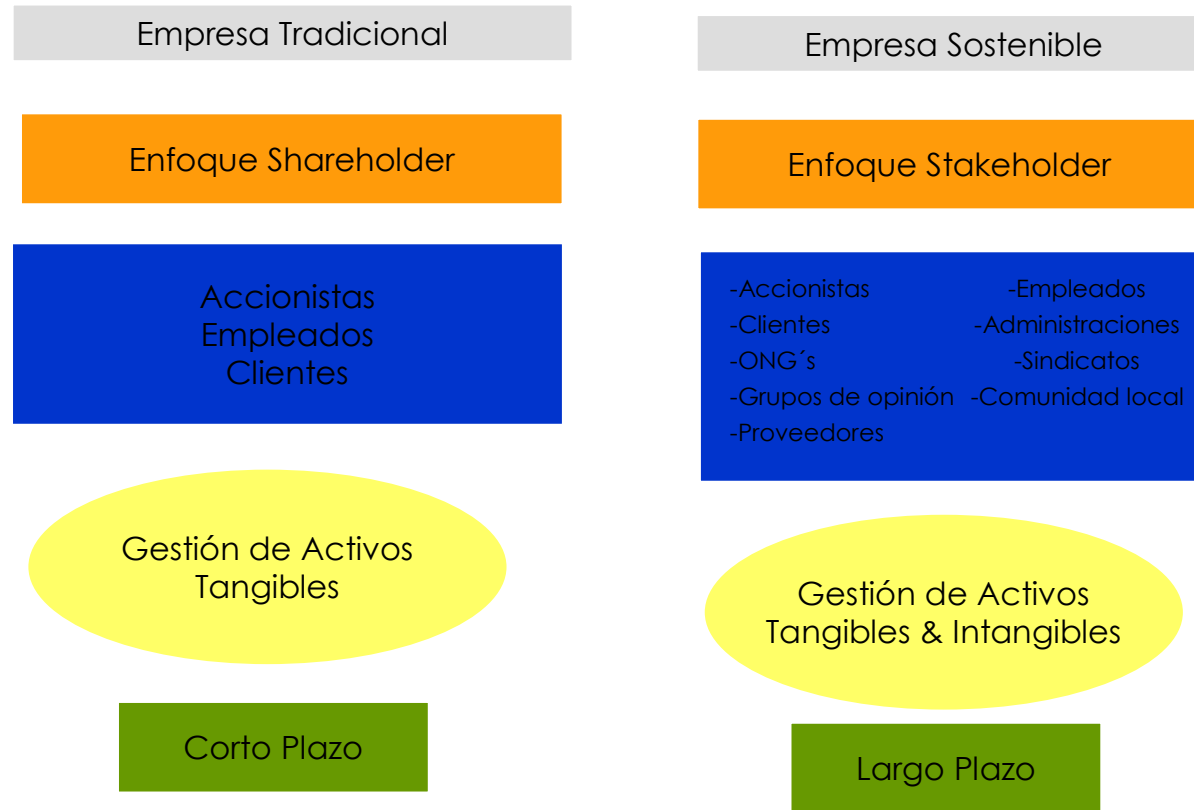 Empresa Tradicional
Enfoque Shareholder
Accionistas
Empleados
Clientes
Gestión de Activos
Tangibles
Corto Plazo
Empresa Sostenible
Enfoque Stakeholder
-Accionistas -Empleados
-Clientes -Administraciones
-ONG´s -Sindicatos
-Grupos de opinión -Comunidad local
-Proveedores
Gestión de Activos
Tangibles & Intangibles
Largo Plazo